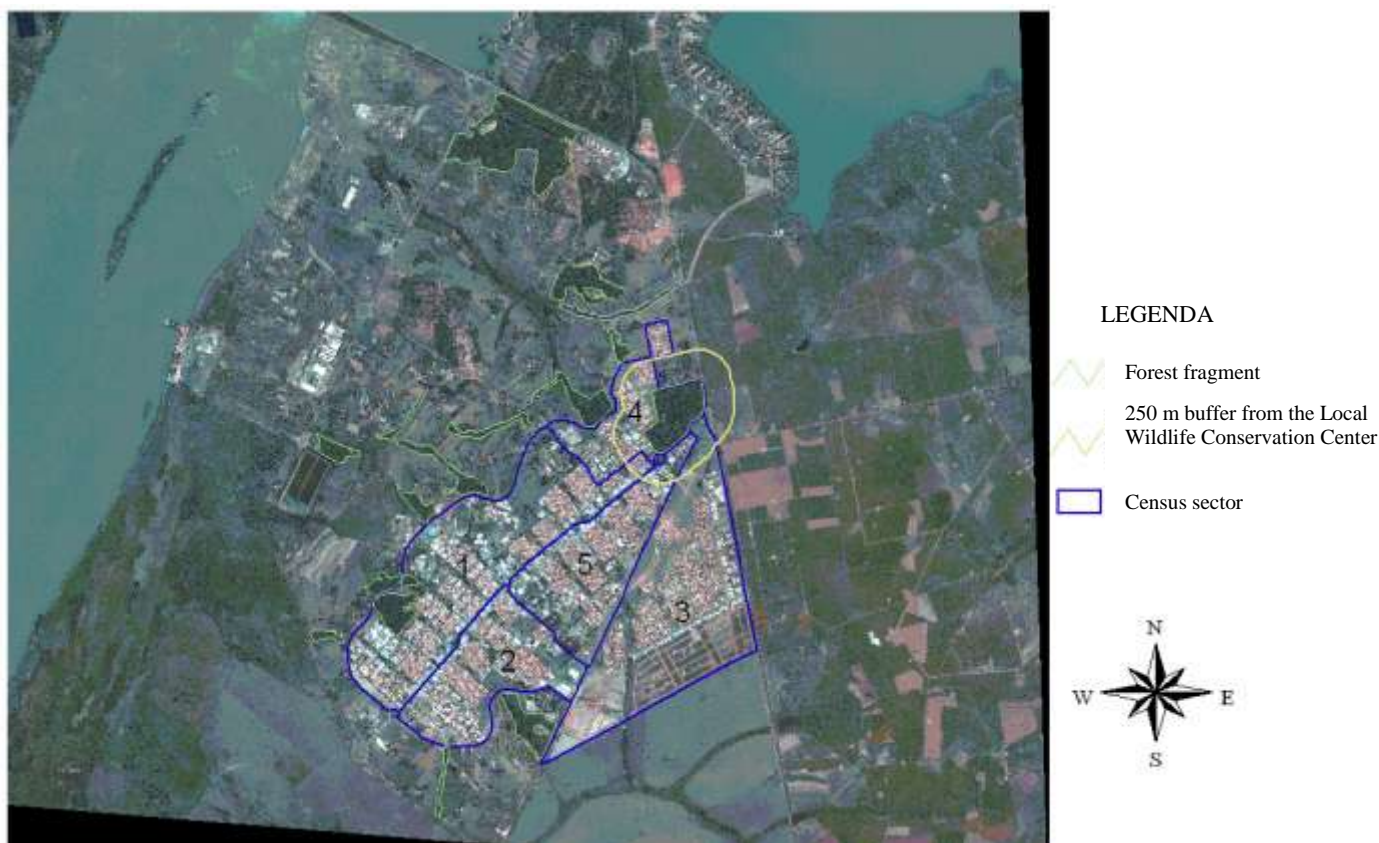 4
1
5
3
2
LEGENDA
Forest fragment
250 m buffer from the Local
Wildlife Conservation Center
Census sector
N
W E
S